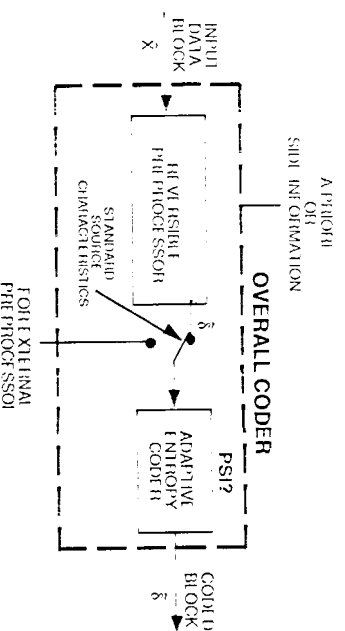 A PRIORI
OR
SIDE INFORMATION
OVERALL CODER
INPUT
DATA
BLOCK
X̃
REVERSIBLE
PREPROCESSOR
δ̃
PSI?
ADAPTIVE
ENTROPY
CODER
CODED
BLOCK
STANDARD
SOURCE
CHARACTERISTICS
FOR EXTERNAL